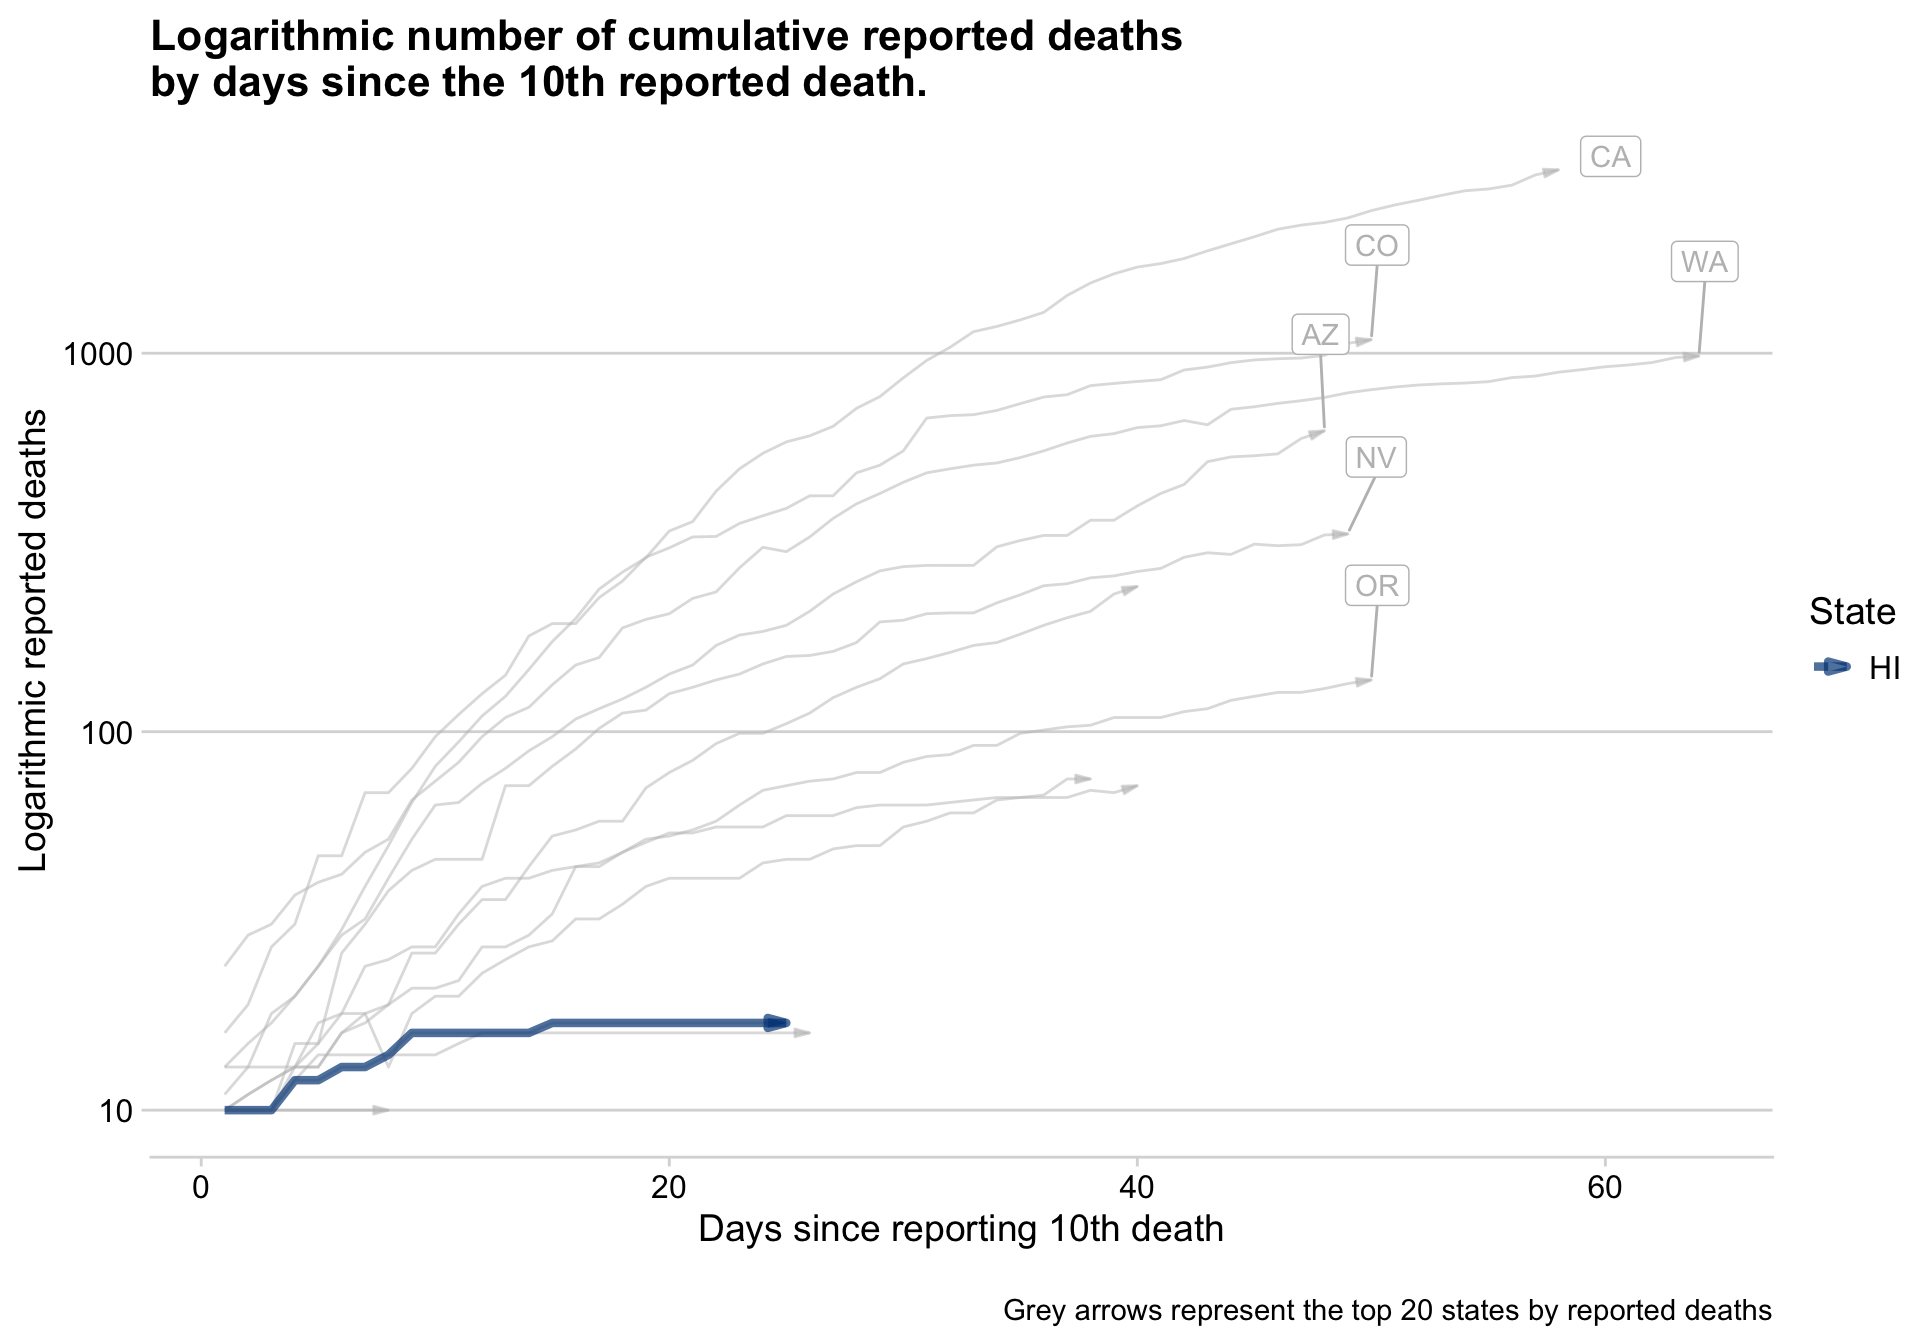 Logarithmic number of cumulative reported deaths
by days since the 10th reported death.
CA
CO
WA
AZ
1000
NV
OR
100
10
Logarithmic reported deaths
State
HI
0 20 40 60
Days since reporting 10th death
Grey arrows represent the top 20 states by reported deaths